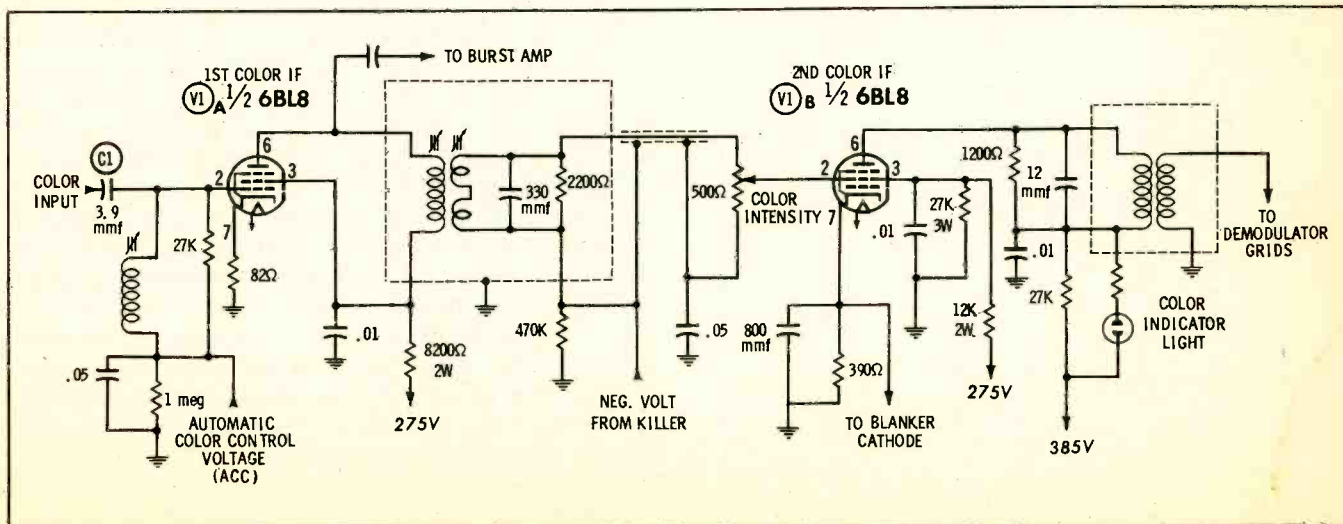 TO BURST AMP
1ST COLOR IF
V1 A 1/2 6BL8
2ND COLOR IF
V1 B 1/2 6BL8
C1
COLOR
INPUT
3.9
mmf
2
6
3
7
27K
82Ω
.05
1 meg
AUTOMATIC
COLOR CONTROL
VOLTAGE
(ACC)
.01
8200Ω
2W
275V
330
mmf
2200Ω
470K
NEG. VOLT
FROM KILLER
500Ω
COLOR
INTENSITY
.05
2
6
3
7
.01
27K
3W
800
mmf
390Ω
TO BLANKER
CATHODE
12K
2W
275V
1200Ω
12
mmf
.01
27K
385V
COLOR
INDICATOR
LIGHT
TO
DEMODULATOR
GRIDS